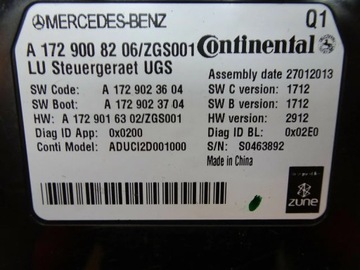 MERCEDES-BENZ Q1
A 172 900 82 06/ZGS001 Continental
LU Steuergeraet UGS Assembly date 27012013
SW Code: A 172 902 36 04 SW C version: 1712
SW Boot: A 172 902 37 04 SW B version: 1712
HW: A 172 901 63 02/ZGS001 HW version: 2912
Diag ID App: 0x0200 Diag ID BL: 0x02E0
Conti Model: ADUCI2D001000 S/N: S0463892
Made in China
zune